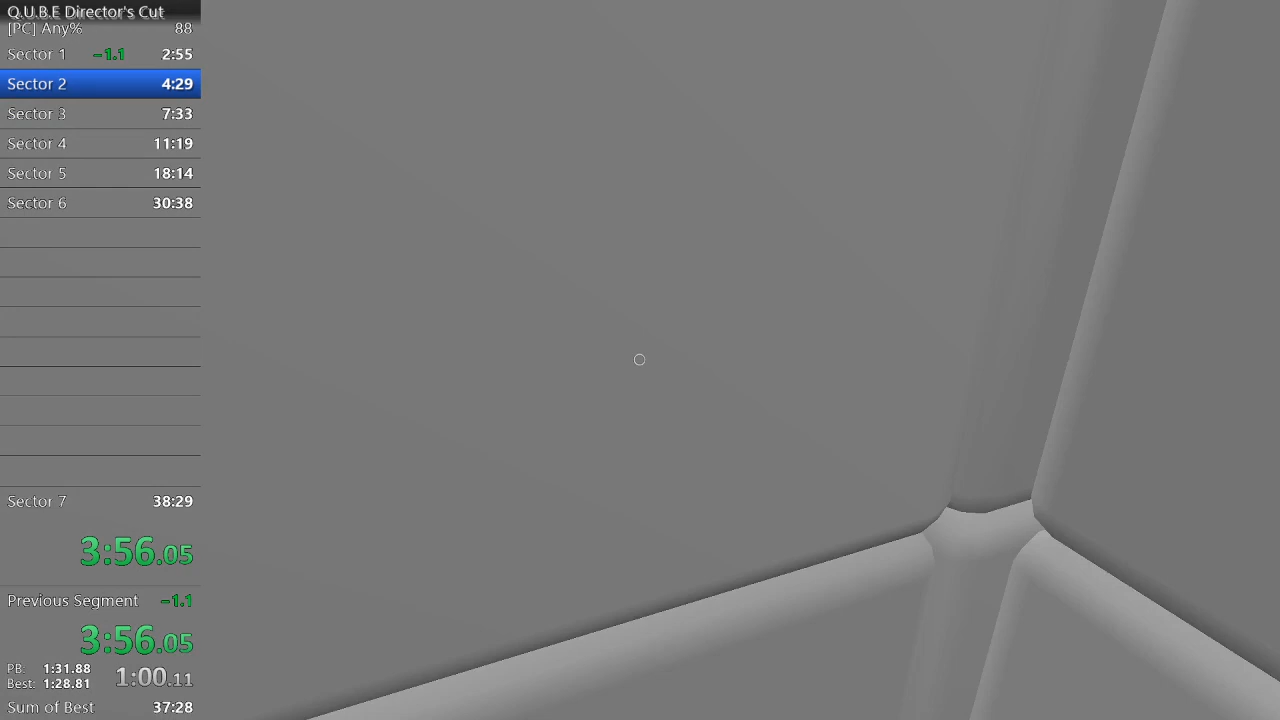 Q.U.B.E Director's Cut
[PC] Any% 88
Sector 1 -1.1 2:55
Sector 2 4:29
Sector 3 7:33
Sector 4 11:19
Sector 5 18:14
Sector 6 30:38
Sector 7 38:29
3:56.05
Previous Segment -1.1
3:56.05
PB: 1:31.88
Best: 1:28.81 1:00.11
Sum of Best 37:28